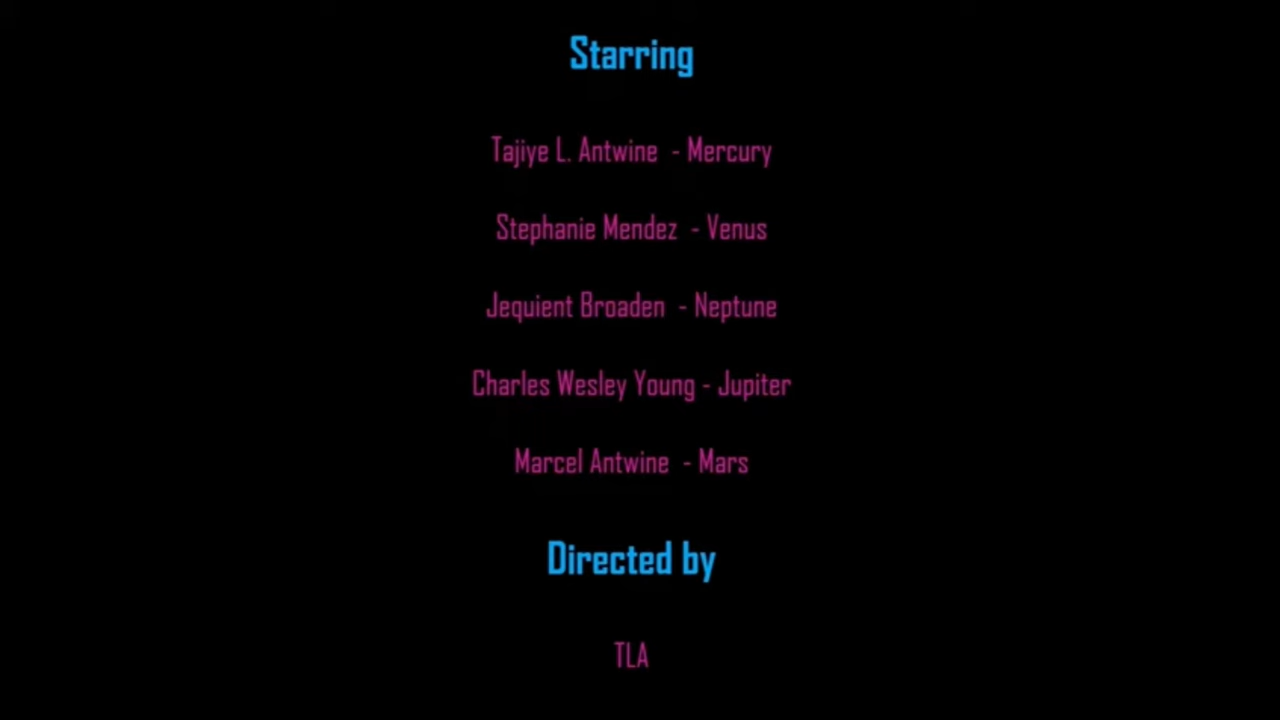 Starring
Tajiye L. Antwine - Mercury
Stephanie Mendez - Venus
Jequient Broaden - Neptune
Charles Wesley Young - Jupiter
Marcel Antwine - Mars
Directed by
TLA